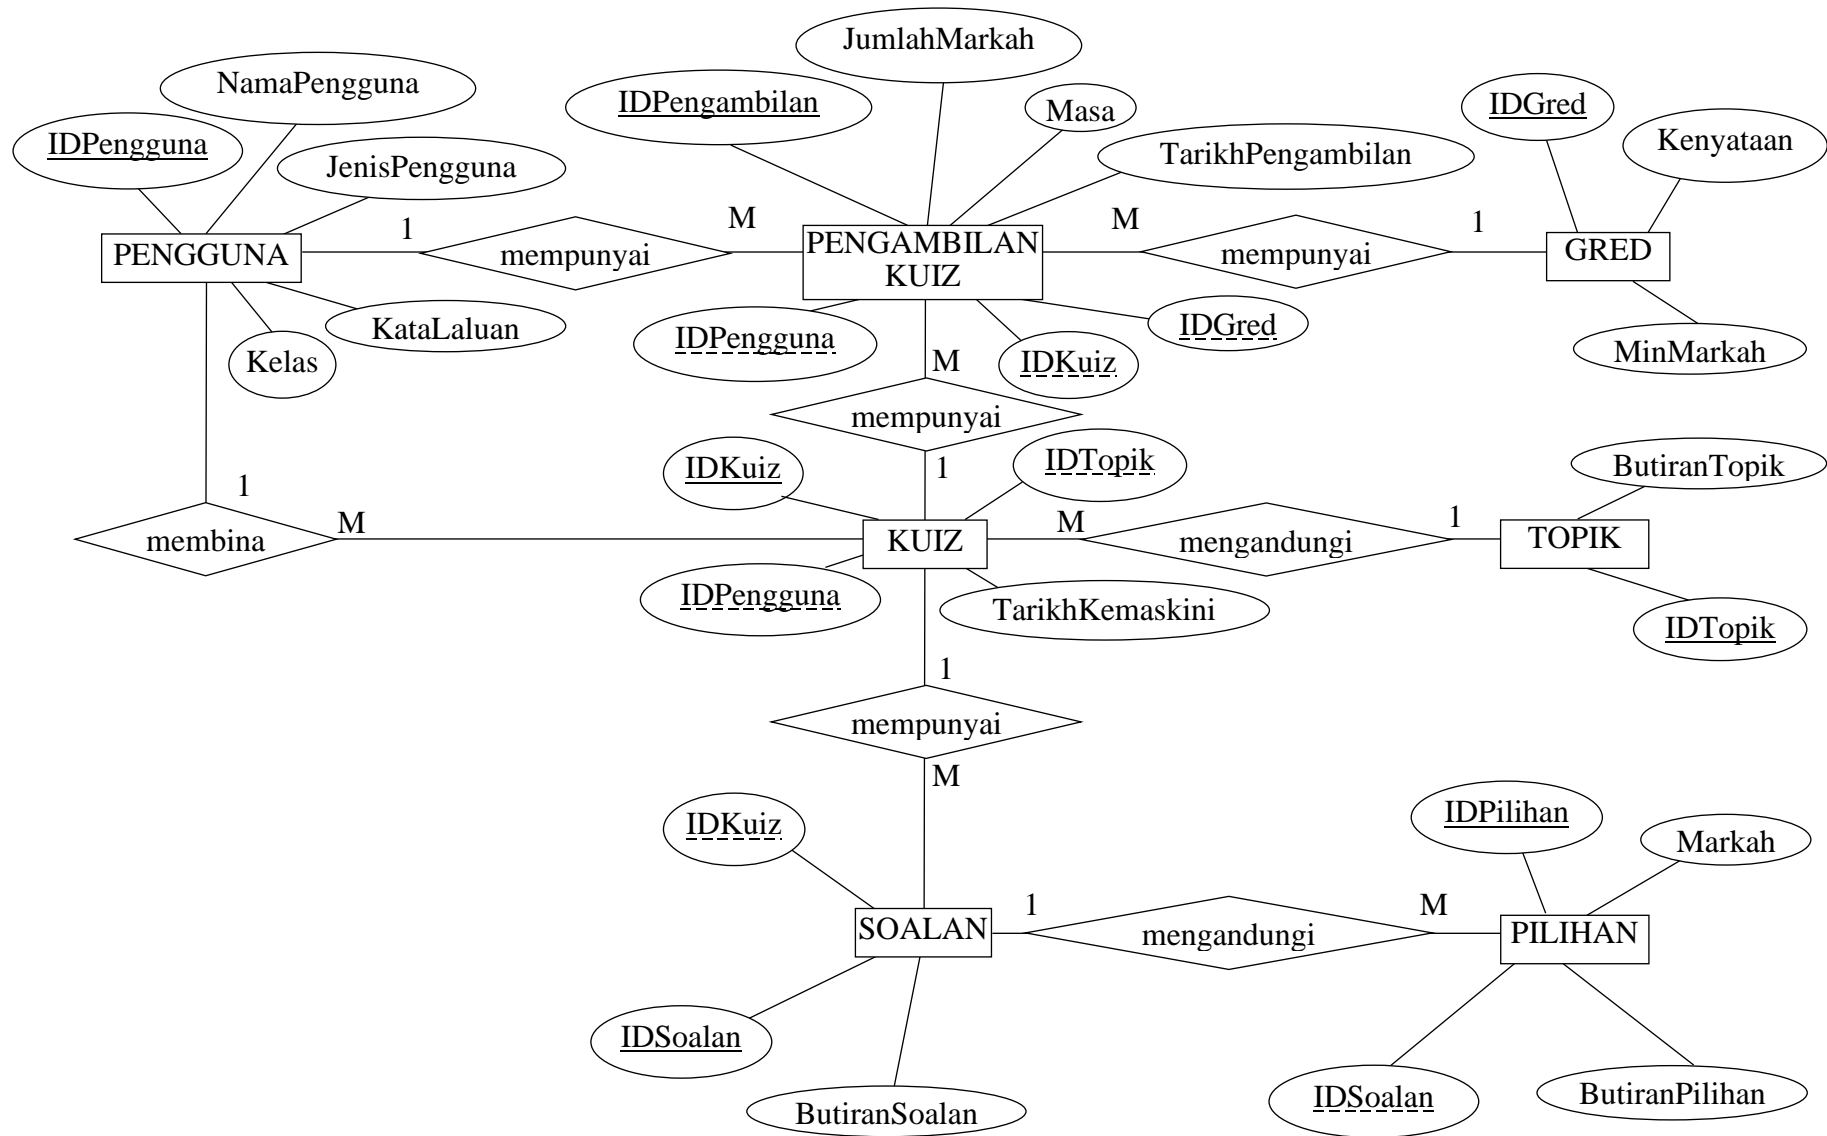 JumlahMarkah
NamaPengguna
IDPengambilan
Masa
IDGred
IDPengguna
Kenyataan
JenisPengguna
TarikhPengambilan
1
M
M
1
PENGGUNA
mempunyai
PENGAMBILAN
KUIZ
mempunyai
GRED
KataLaluan
IDPengguna
IDGred
Kelas
M
IDKuiz
MinMarkah
mempunyai
IDKuiz
1
IDTopik
ButiranTopik
1
M
M
1
membina
KUIZ
mengandungi
TOPIK
IDPengguna
TarikhKemaskini
IDTopik
1
mempunyai
M
IDKuiz
IDPilihan
Markah
1
M
SOALAN
mengandungi
PILIHAN
IDSoalan
ButiranSoalan
IDSoalan
ButiranPilihan